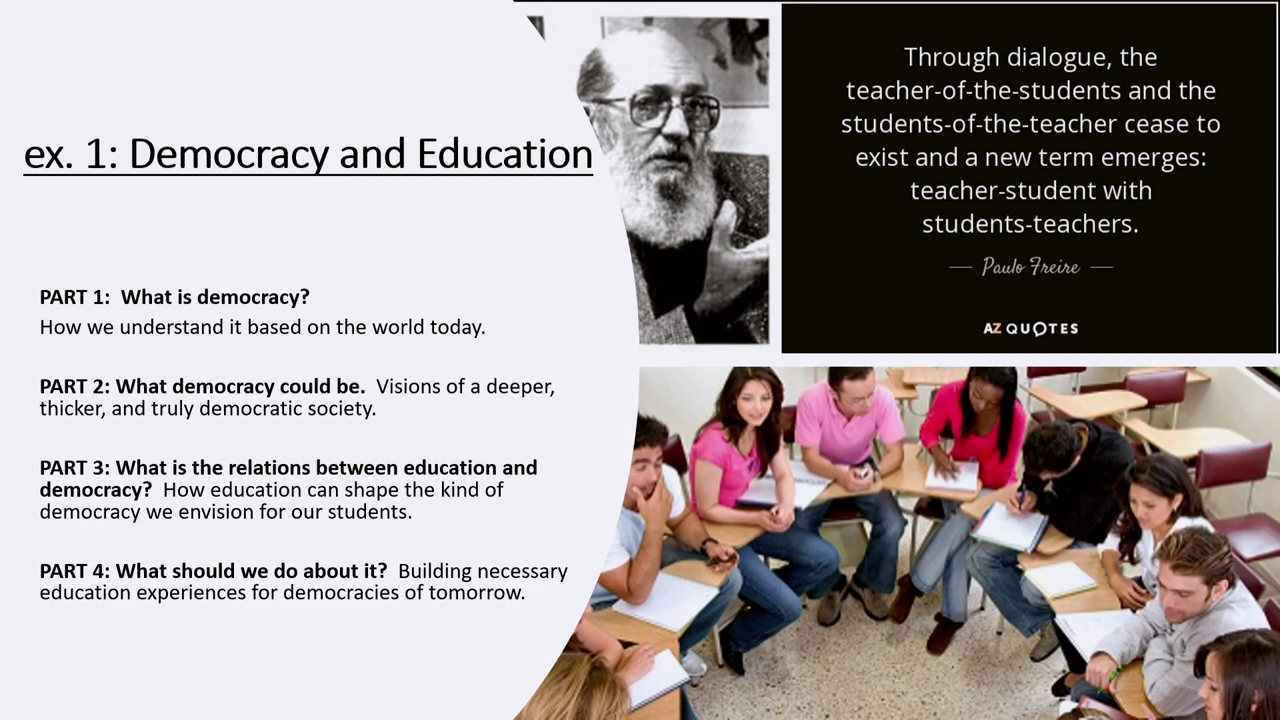 ex. 1: Democracy and Education
PART 1:  What is democracy?
How we understand it based on the world today.
PART 2: What democracy could be.  Visions of a deeper,
thicker, and truly democratic society.
PART 3: What is the relations between education and
democracy?  How education can shape the kind of
democracy we envision for our students.
PART 4: What should we do about it?  Building necessary
education experiences for democracies of tomorrow.
Through dialogue, the
teacher-of-the-students and the
students-of-the-teacher cease to
exist and a new term emerges:
teacher-student with
students-teachers.
— Paulo Freire —
AZ QUOTES